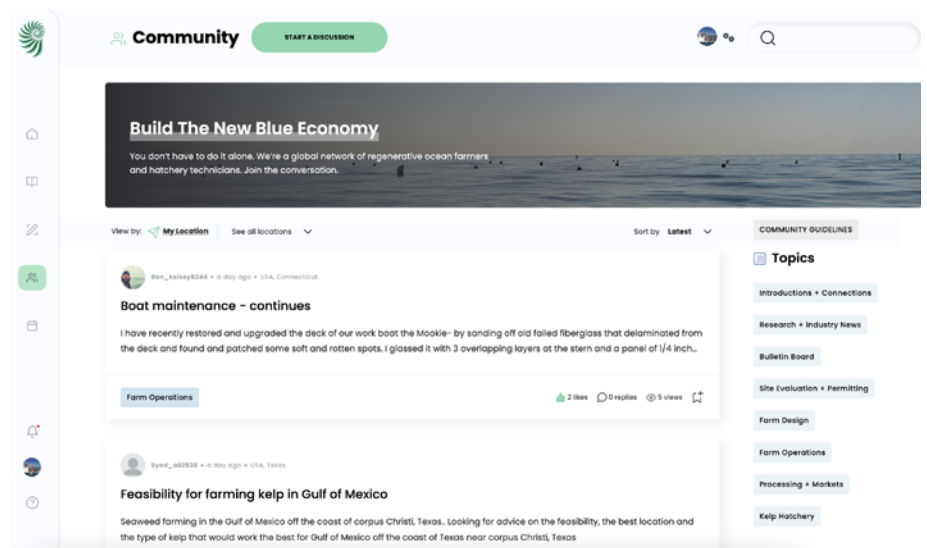 Community
START A DISCUSSION
Build The New Blue Economy
You don't have to do it alone. We're a global network of regenerative ocean farmers
and hatchery technicians. Join the conversation.
View by: My Location See all locations
Sort by Latest
Ben_kelsey9244 • a day ago • USA, Connecticut
Boat maintenance - continues
I have recently restored and upgraded the deck of our work boat the Mookie- by sanding off old failed fiberglass that delaminated from
the deck and found and patched some soft and rotten spots. I glassed it with 3 overlapping layers at the stern and a panel of 1/4 inch...
Farm Operations
2 likes 0 replies 5 views
Syed_ali2630 • a day ago • USA, Texas
Feasibility for farming kelp in Gulf of Mexico
Seaweed farming in the Gulf of Mexico off the coast of corpus Christi, Texas.. Looking for advice on the feasibility, the best location and
the type of kelp that would work the best for Gulf of Mexico off the coast of Texas near corpus Christi, Texas
COMMUNITY GUIDELINES
Topics
Introductions + Connections
Research + Industry News
Bulletin Board
Site Evaluation + Permitting
Farm Design
Farm Operations
Processing + Markets
Kelp Hatchery